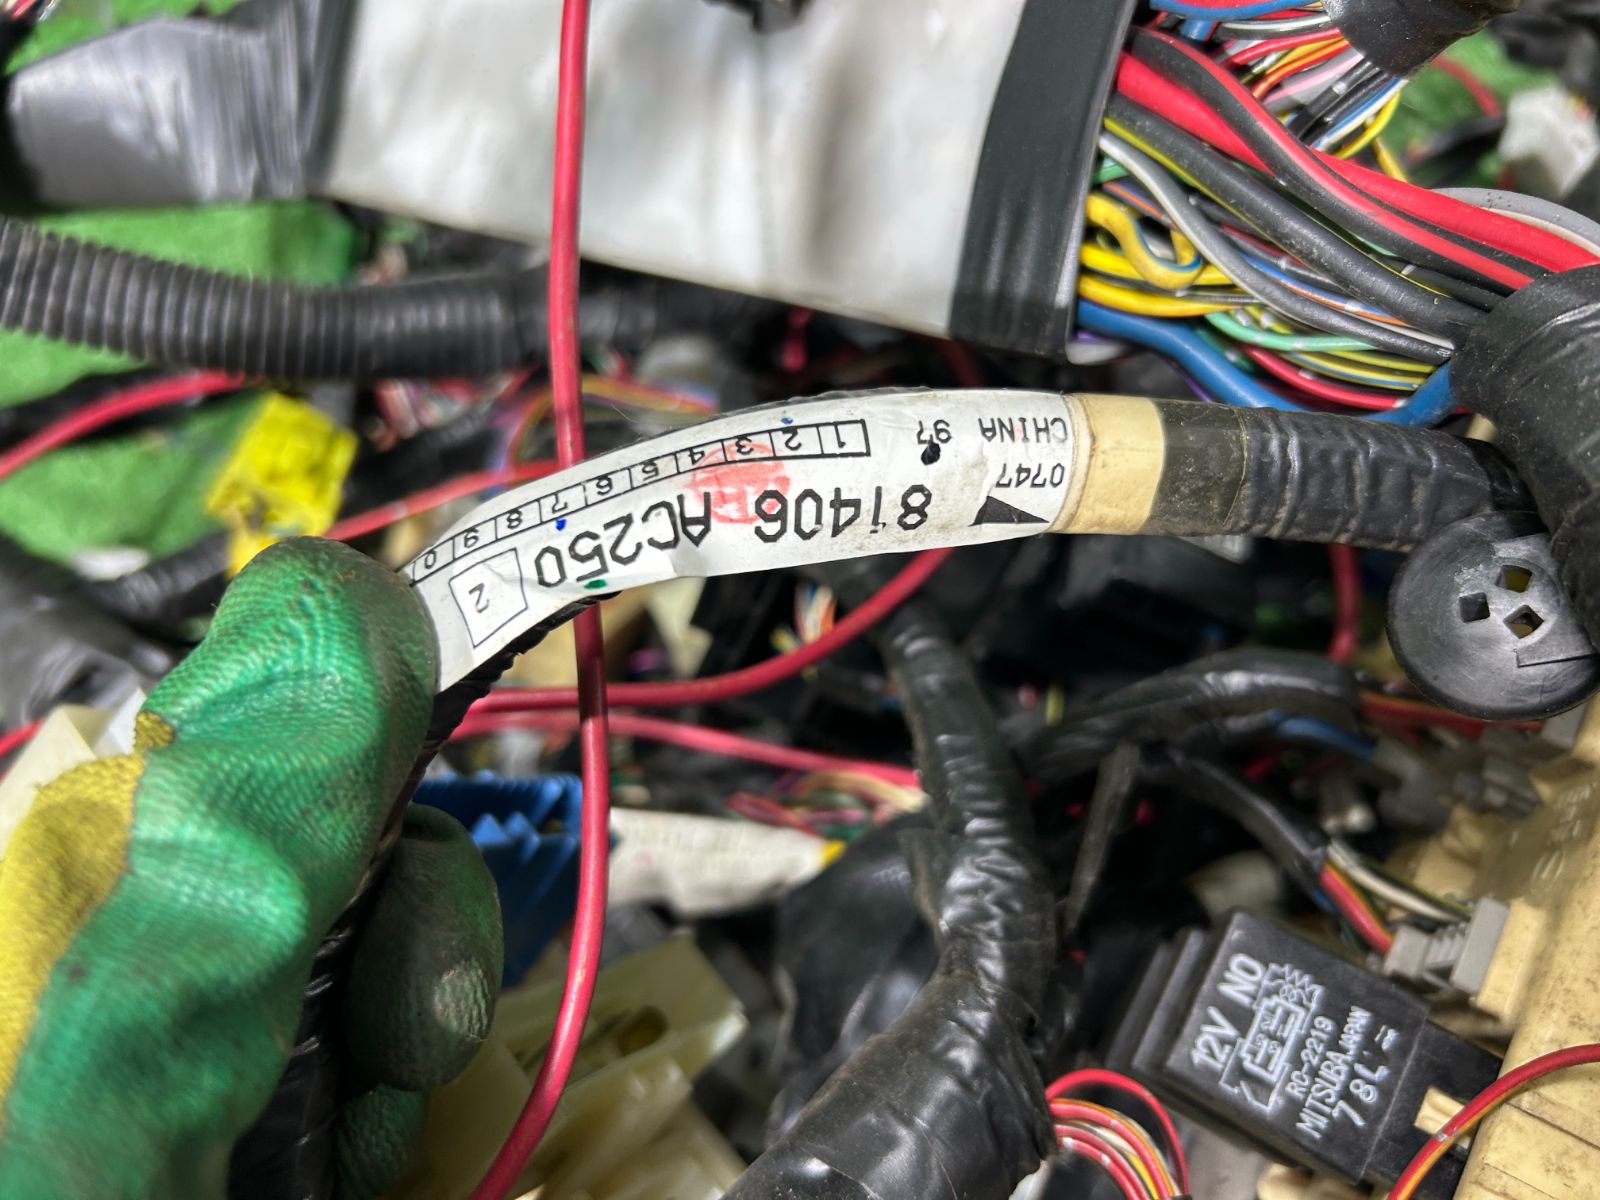 CHINA 97
0747
1 2 3 4 5 6 7 8 9 0
81406 AC250
2
12V NO
RC-2219
MITSUBA JAPAN
78L